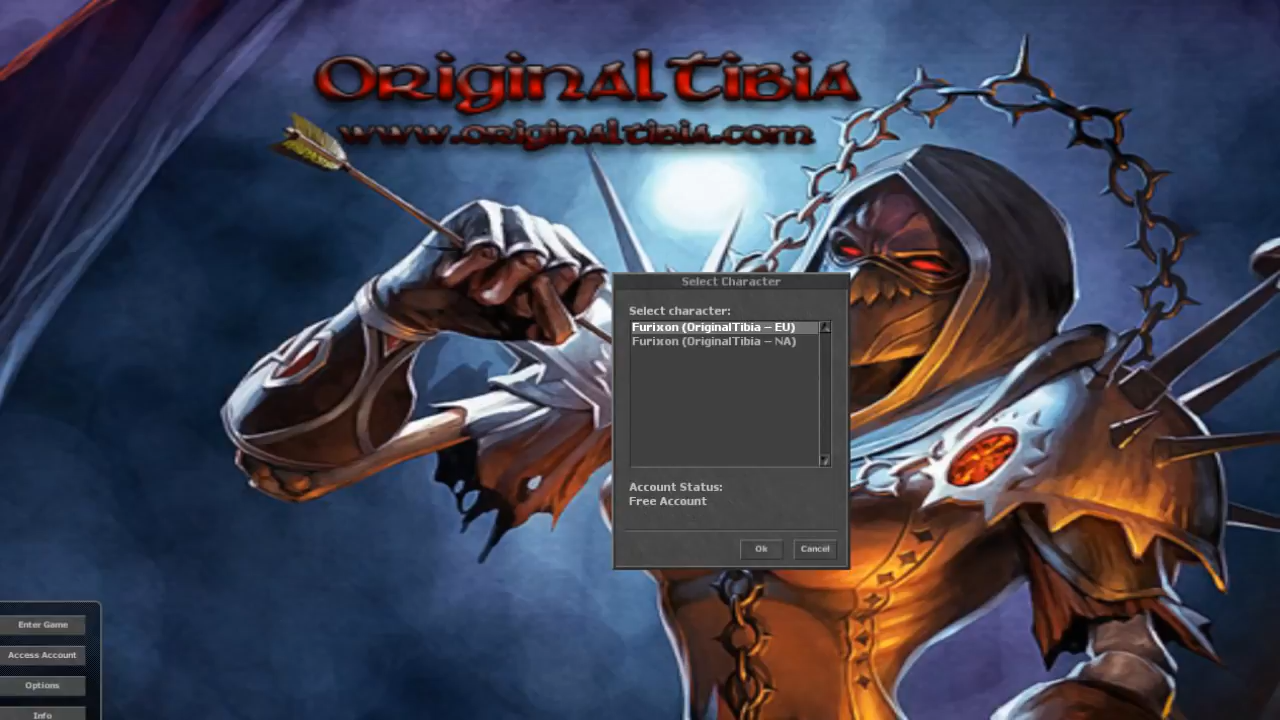 OriginalTibia
www.originaltibia.com
Select Character
Select character:
Furixon (OriginalTibia – EU)
Furixon (OriginalTibia – NA)
Account Status:
Free Account
Ok
Cancel
Enter Game
Access Account
Options
Info